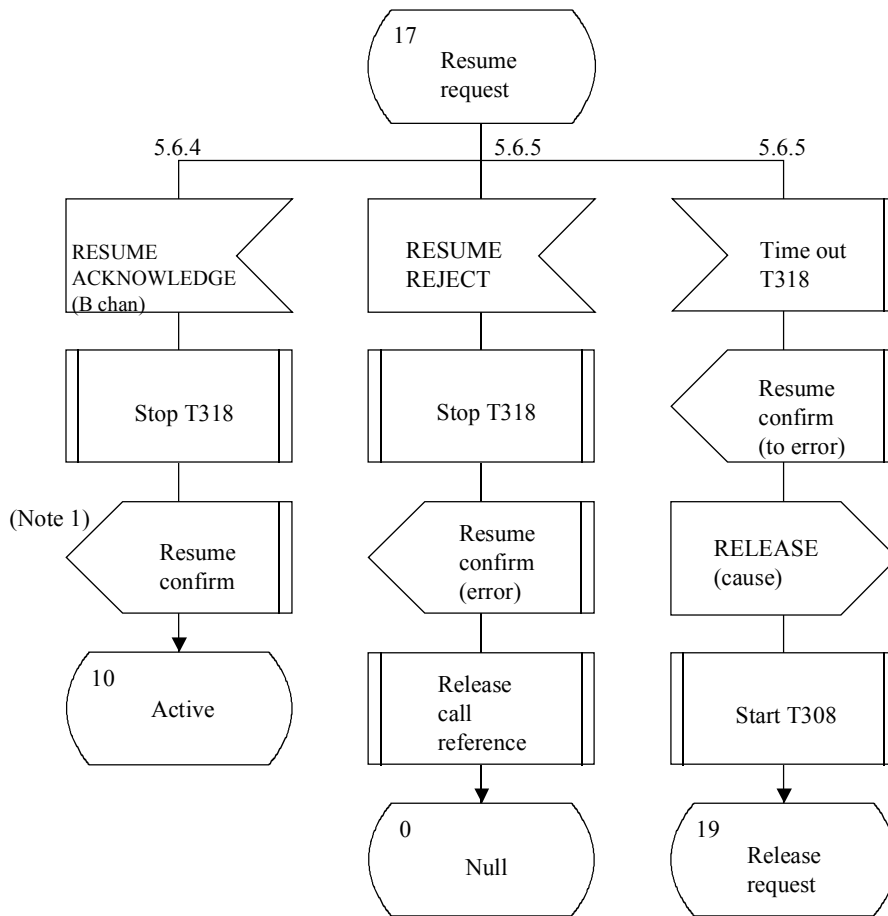 17
Resume
request
5.6.4
5.6.5
5.6.5
RESUME
ACKNOWLEDGE
(B chan)
RESUME
REJECT
Time out
T318
Stop T318
Stop T318
Resume
confirm
(to error)
(Note 1)
Resume
confirm
Resume
confirm
(error)
RELEASE
(cause)
10
Active
Release
call
reference
Start T308
0
Null
19
Release
request